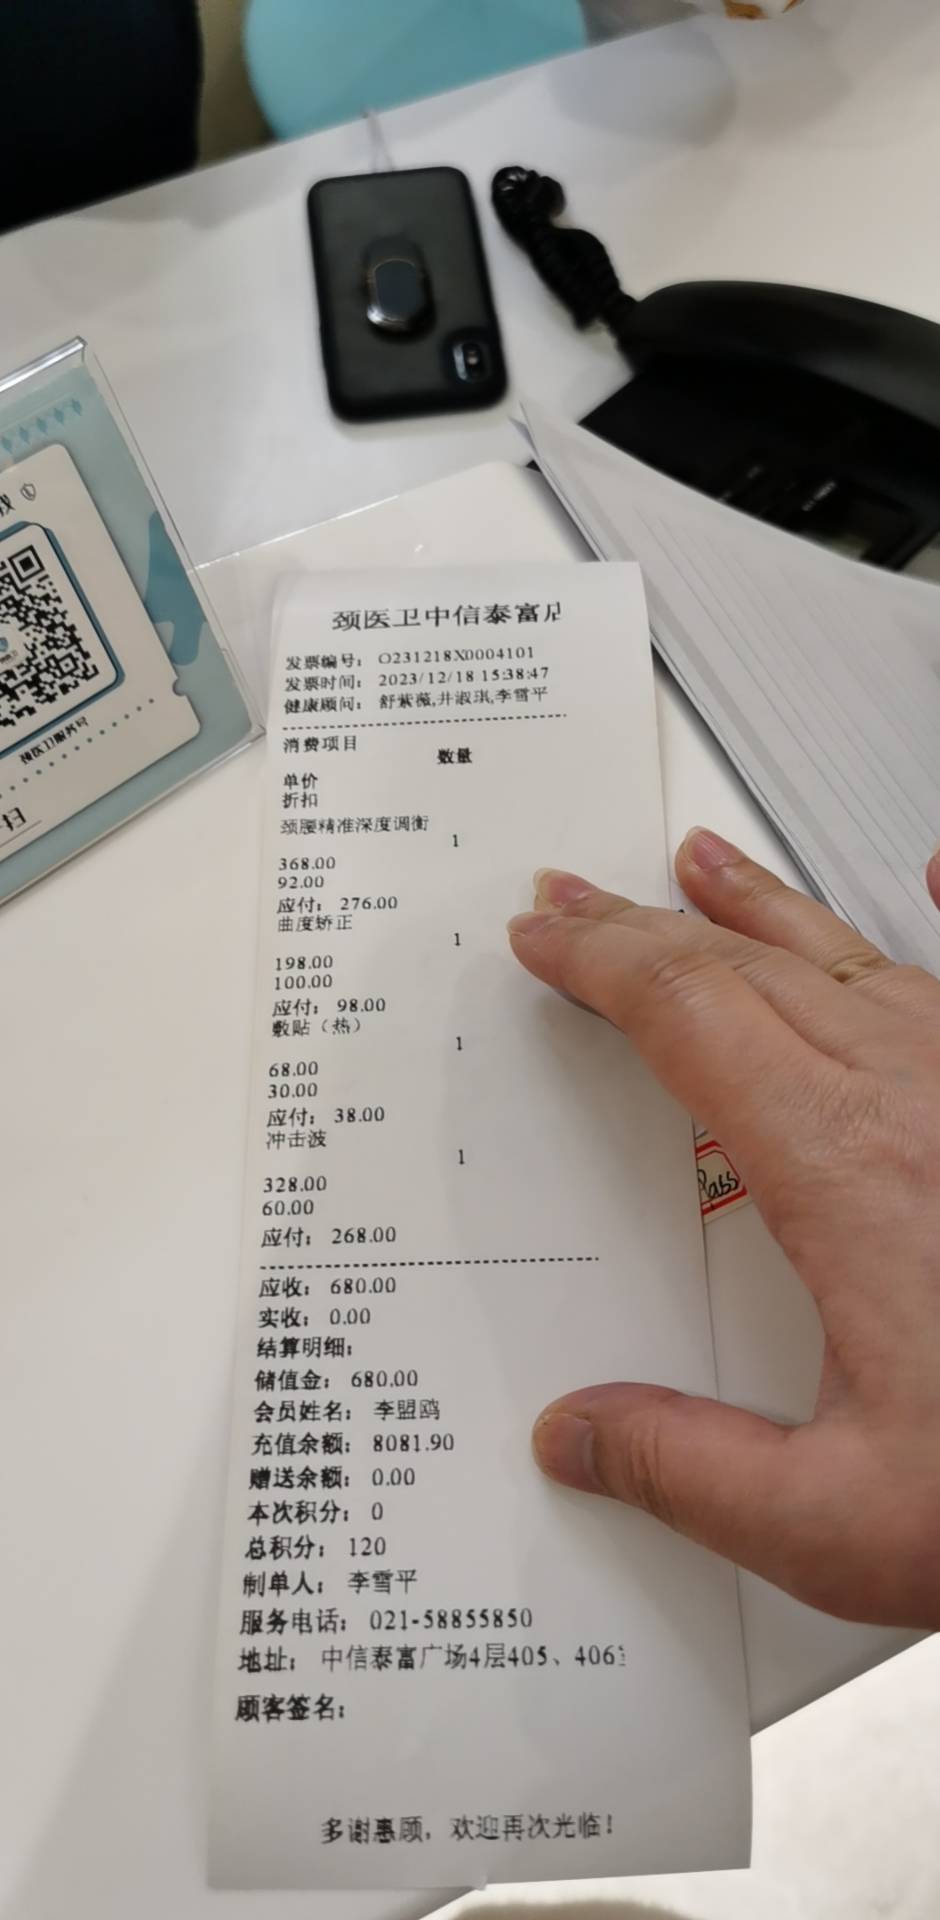 颈医卫中信泰富店
发票编号： O231218X0004101
发票时间： 2023/12/18 15:38:47
健康顾问： 舒紫薇,井淑琪,李雪平
消费项目
数量
单价
折扣
颈腰精准深度调衡
1
368.00
92.00
应付： 276.00
曲度矫正
1
198.00
100.00
应付： 98.00
敷贴（热）
1
68.00
30.00
应付： 38.00
冲击波
1
328.00
60.00
应付： 268.00
应收： 680.00
实收： 0.00
结算明细：
储值金： 680.00
会员姓名： 李盟鸥
充值余额： 8081.90
赠送余额： 0.00
本次积分： 0
总积分： 120
制单人： 李雪平
服务电话： 021-58855850
地址： 中信泰富广场4层405、406
顾客签名：
多谢惠顾，欢迎再次光临！
颈医卫服务号
扫
Pass